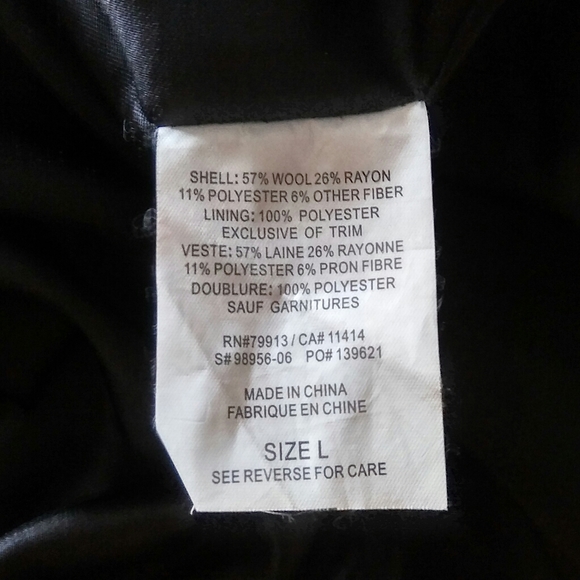 SHELL: 57% WOOL 26% RAYON
11% POLYESTER 6% OTHER FIBER
LINING: 100% POLYESTER
EXCLUSIVE OF TRIM
VESTE: 57% LAINE 26% RAYONNE
11% POLYESTER 6% PRON FIBRE
DOUBLURE: 100% POLYESTER
SAUF GARNITURES
RN#79913 / CA# 11414
S# 98956-06 PO# 139621
MADE IN CHINA
FABRIQUE EN CHINE
SIZE L
SEE REVERSE FOR CARE